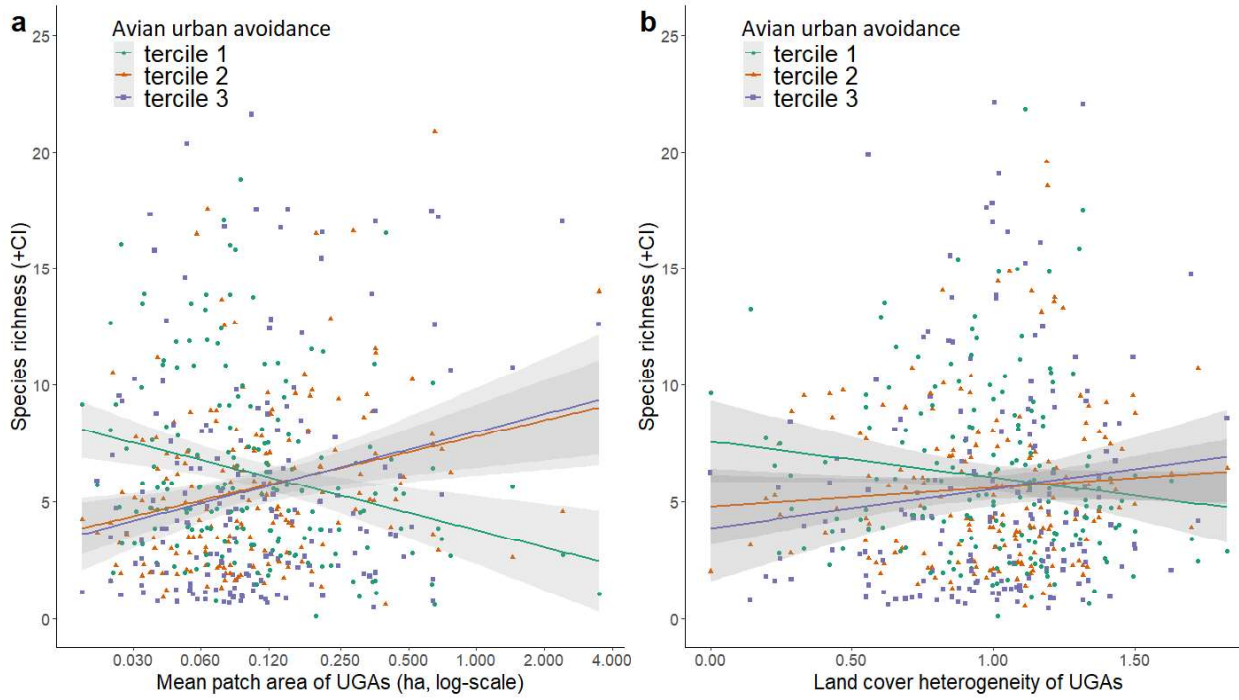 a
Avian urban avoidance
tercile 1
tercile 2
tercile 3
Species richness (+CI)
25
20
15
10
5
0
0.030 0.060 0.120 0.250 0.500 1.000 2.000 4.000
Mean patch area of UGAs (ha, log-scale)
b
Avian urban avoidance
tercile 1
tercile 2
tercile 3
Species richness (+CI)
25
20
15
10
5
0
0.00 0.50 1.00 1.50
Land cover heterogeneity of UGAs